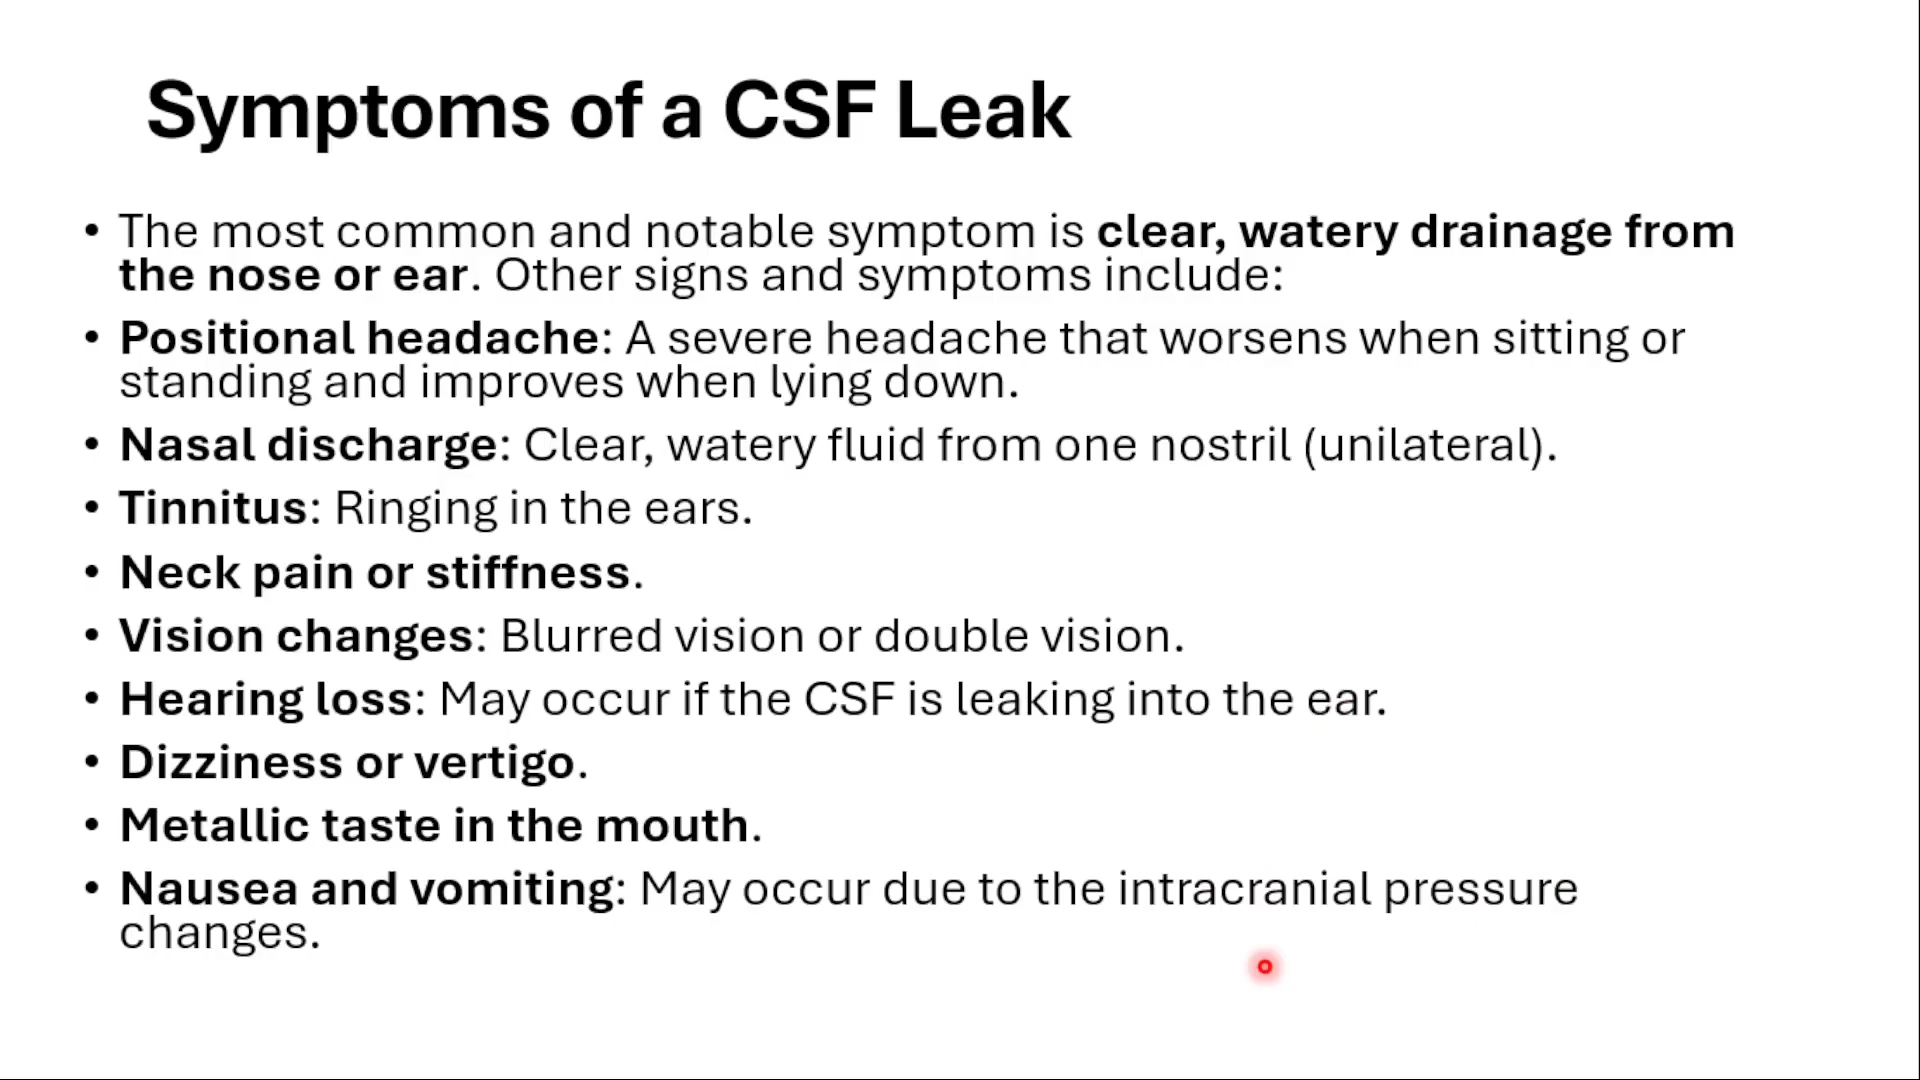 Symptoms of a CSF Leak
• The most common and notable symptom is clear, watery drainage from
the nose or ear. Other signs and symptoms include:
• Positional headache: A severe headache that worsens when sitting or
standing and improves when lying down.
• Nasal discharge: Clear, watery fluid from one nostril (unilateral).
• Tinnitus: Ringing in the ears.
• Neck pain or stiffness.
• Vision changes: Blurred vision or double vision.
• Hearing loss: May occur if the CSF is leaking into the ear.
• Dizziness or vertigo.
• Metallic taste in the mouth.
• Nausea and vomiting: May occur due to the intracranial pressure
changes.